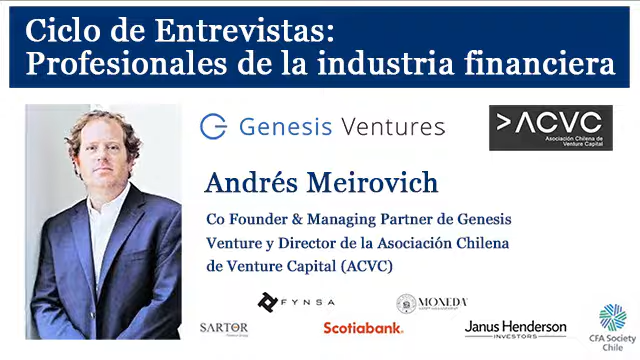 Ciclo de Entrevistas:
Profesionales de la industria financiera
Genesis Ventures
>ACVC
Asociación Chilena de
Venture Capital
Andrés Meirovich
Co Founder & Managing Partner de Genesis
Venture y Director de la Asociación Chilena
de Venture Capital (ACVC)
FYNSA
MONEDA
SARTOR
Scotiabank
Janus Henderson
INVESTORS
CFA Society
Chile